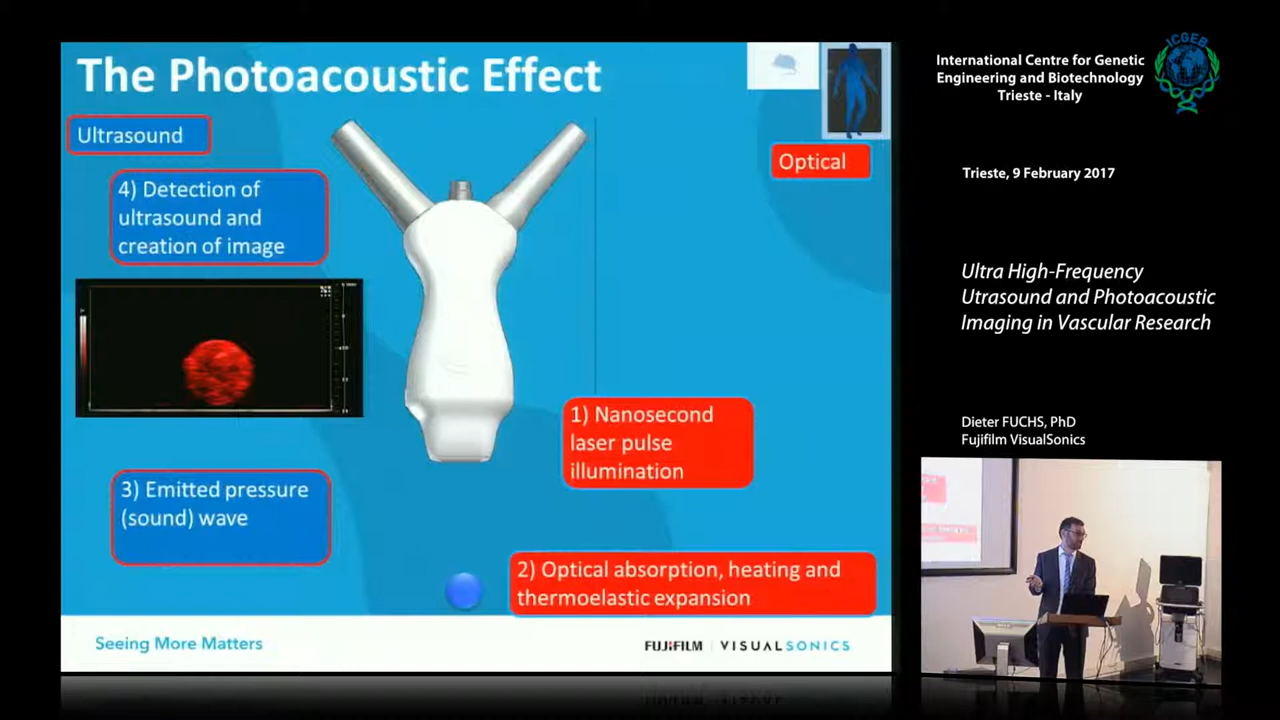 The Photoacoustic Effect
Ultrasound
4) Detection of
ultrasound and
creation of image
3) Emitted pressure
(sound) wave
Optical
1) Nanosecond
laser pulse
illumination
2) Optical absorption, heating and
thermoelastic expansion
Seeing More Matters
FUJIFILM | VISUALSONICS
International Centre for Genetic
Engineering and Biotechnology
Trieste - Italy
ICGEB
Trieste, 9 February 2017
Ultra High-Frequency
Utrasound and Photoacoustic
Imaging in Vascular Research
Dieter FUCHS, PhD
Fujifilm VisualSonics